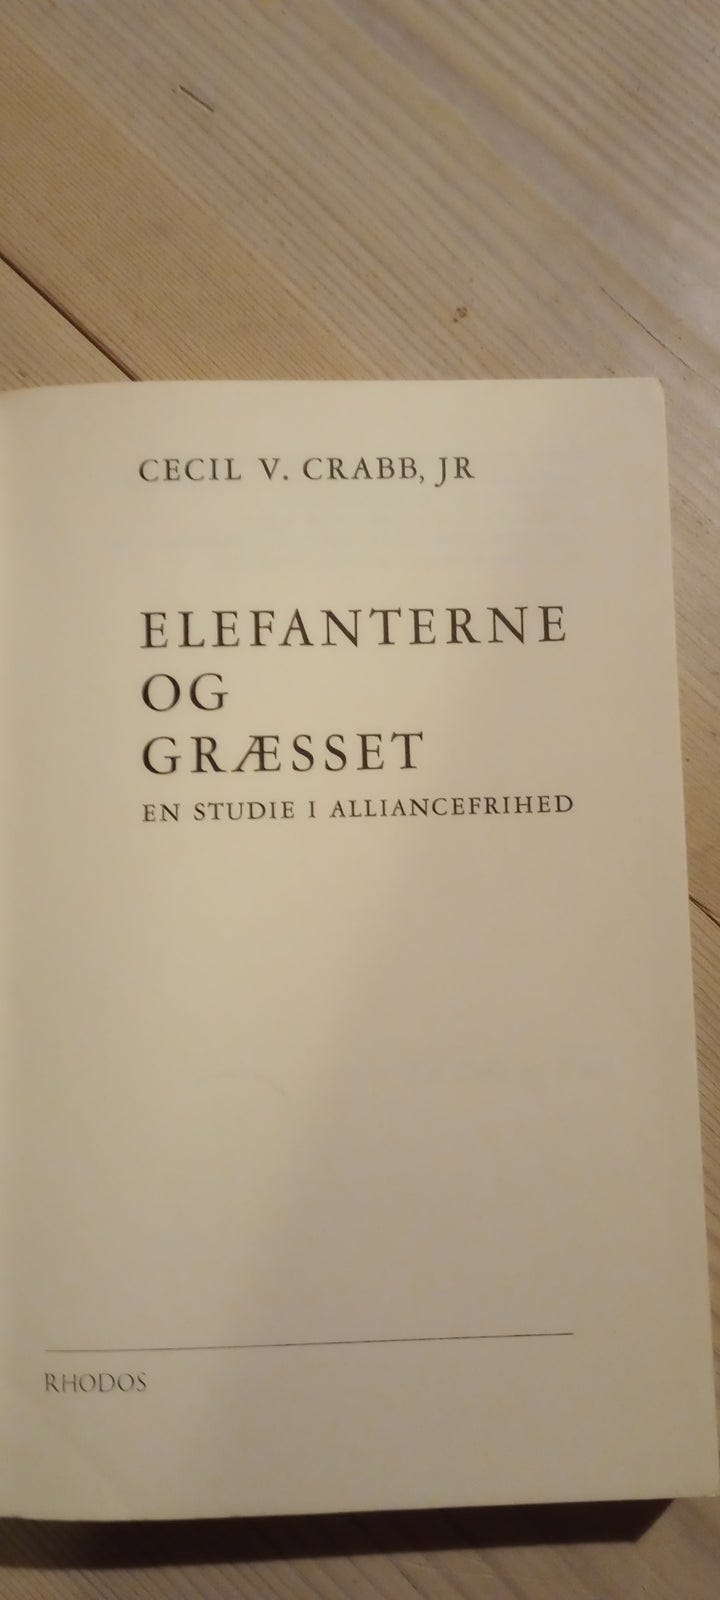 CECIL V. CRABB, JR
ELEFANTERNE
OG
GRÆSSET
EN STUDIE I ALLIANCEFRIHED
RHODOS